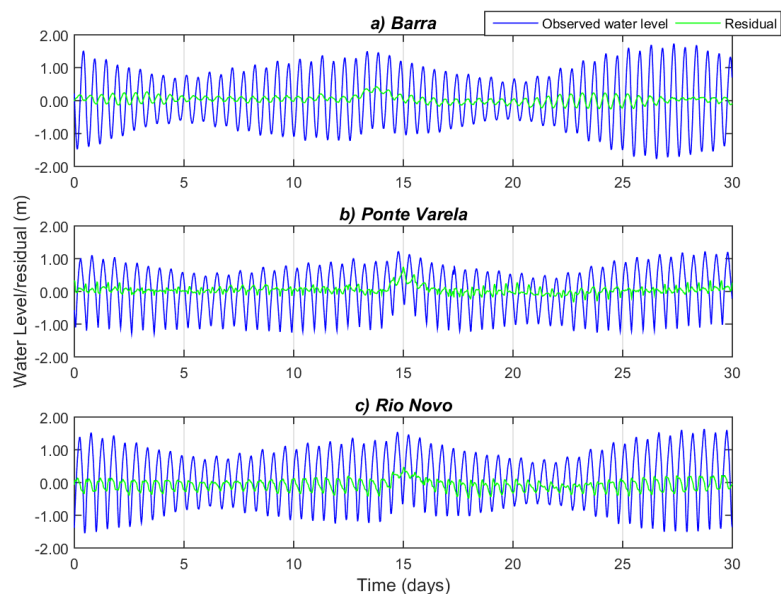 a) Barra
Observed water level Residual
2.00
1.00
0.00
-1.00
-2.00
0 5 10 15 20 25 30
b) Ponte Varela
2.00
1.00
0.00
-1.00
-2.00
0 5 10 15 20 25 30
Water Level/residual (m)
c) Rio Novo
2.00
1.00
0.00
-1.00
-2.00
0 5 10 15 20 25 30
Time (days)